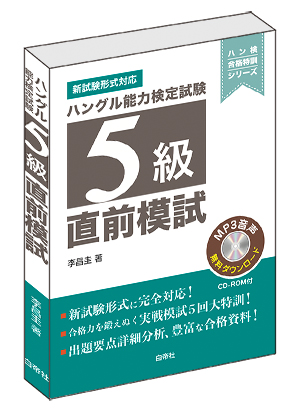 ハングル能力検定試験
5級
直前模試
李昌圭 著
新試験形式対応
ハン検
合格特訓
シリーズ
ハングル能力検定試験
5級
直前模試
李昌圭 著
MP3音声
無料ダウンロード
CD-ROM付
■新試験形式に完全対応!
■合格力を鍛えぬく実戦模試5回大特訓!
■出題要点詳細分析、豊富な合格資料!
白帝社